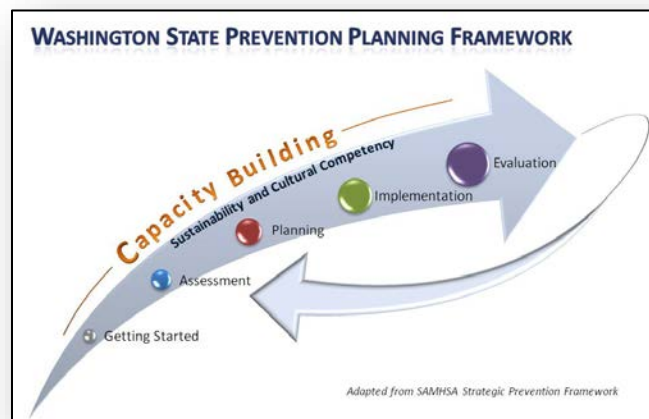 WASHINGTON STATE PREVENTION PLANNING FRAMEWORK
Capacity Building
Sustainability and Cultural Competency
Evaluation
Implementation
Planning
Assessment
Getting Started
Adapted from SAMHSA Strategic Prevention Framework